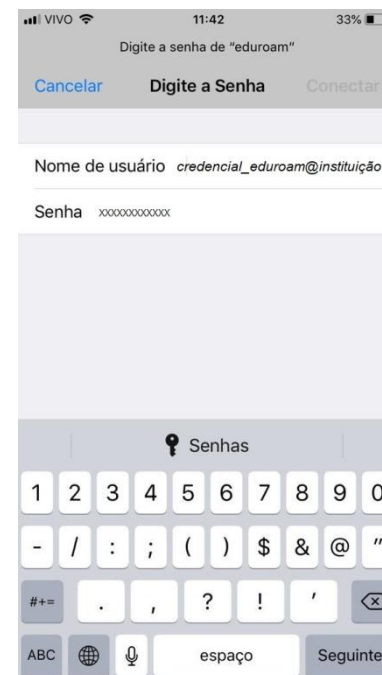 VIVO 11:42 33%
Digite a senha de "eduroam"
Cancelar Digite a Senha Conectar
Nome de usuário credencial_eduroam@instituição
Senha xxxxxxxxxxxx
Senhas
1 2 3 4 5 6 7 8 9 0
- / : ; ( ) $ & @ "
#+= . , ? ! '
ABC espaço Seguinte